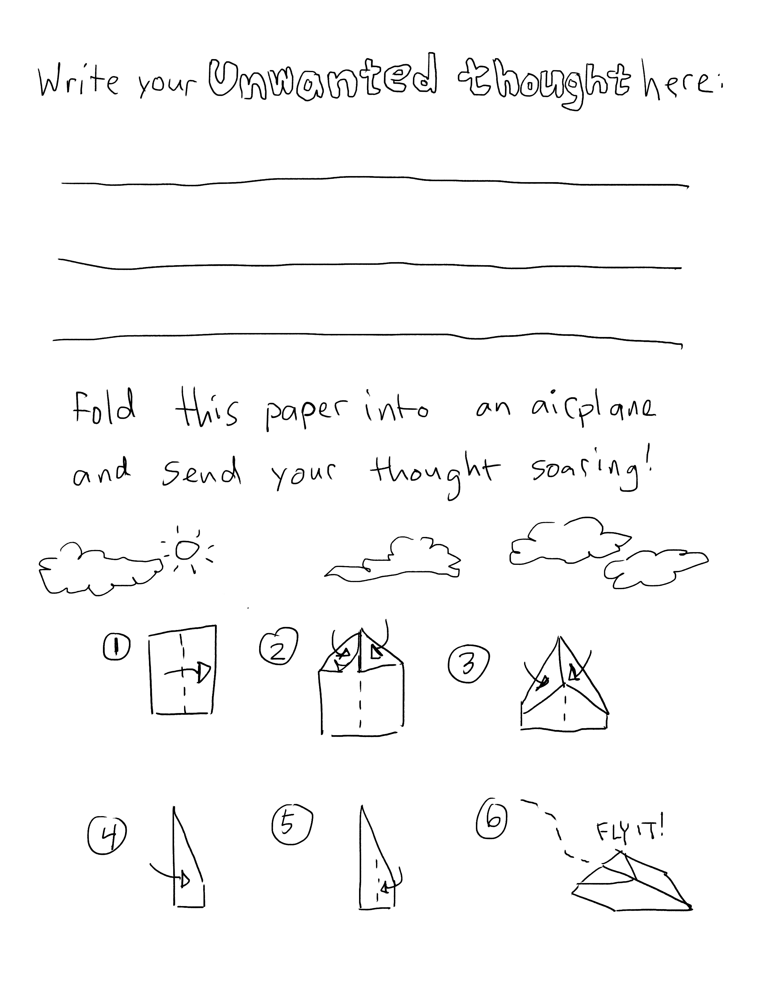 Write your Unwanted thought here:
Fold this paper into an airplane
and send your thought soaring!
1
2
3
4
5
6
FLY IT!